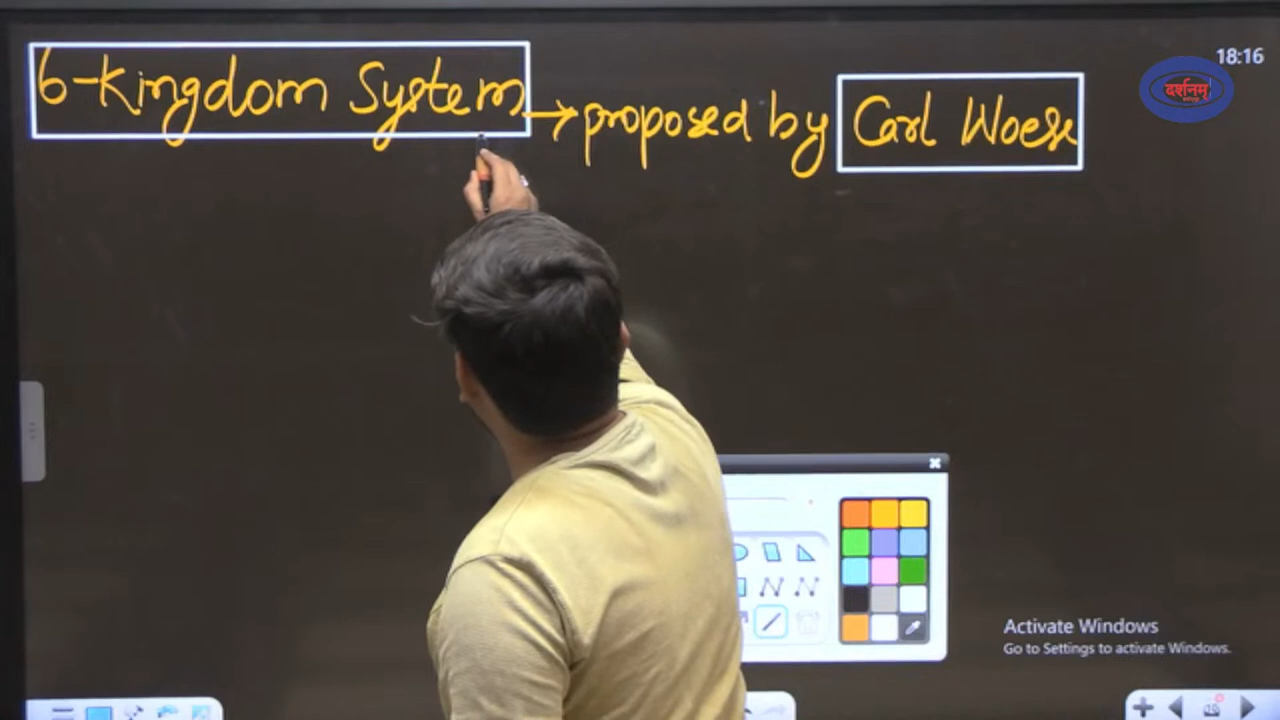 6-Kingdom System → proposed by Carl Woese
18:16
दर्शनम्
Activate Windows
Go to Settings to activate Windows.